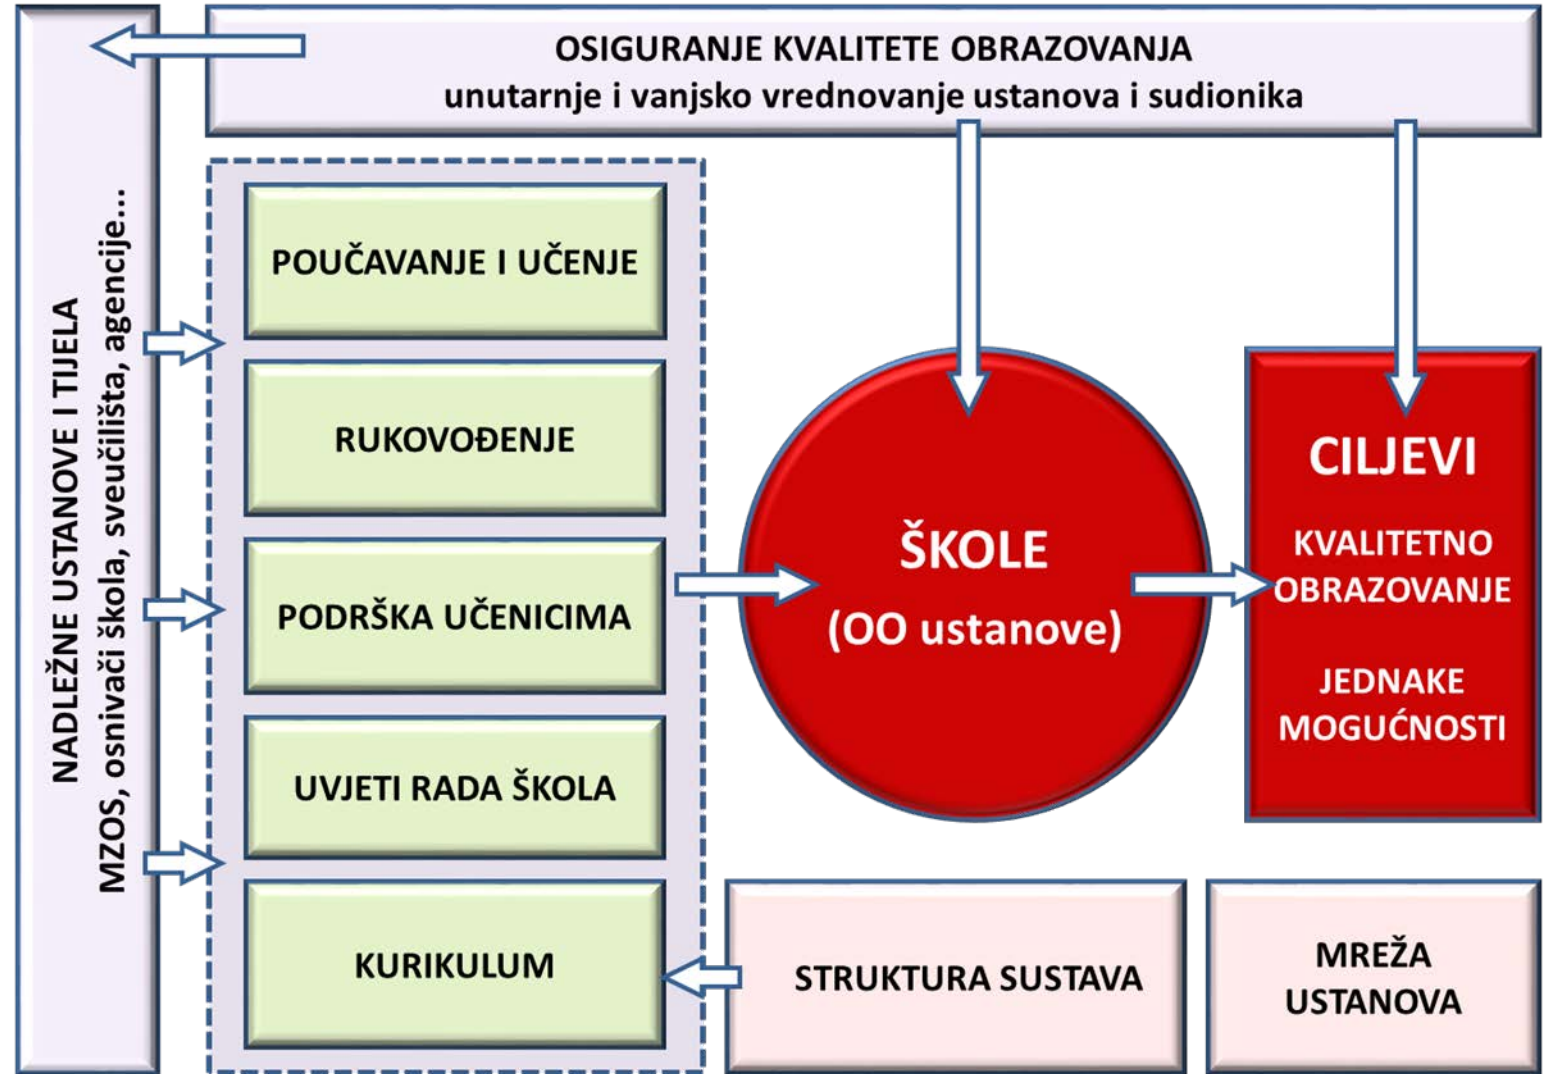 OSIGURANJE KVALITETE OBRAZOVANJA
unutarnje i vanjsko vrednovanje ustanova i sudionika
NADLEŽNE USTANOVE I TIJELA
MZOS, osnivači škola, sveučilišta, agencije...
POUČAVANJE I UČENJE
RUKOVOĐENJE
PODRŠKA UČENICIMA
UVJETI RADA ŠKOLA
KURIKULUM
ŠKOLE
(OO ustanove)
CILJEVI
KVALITETNO
OBRAZOVANJE
JEDNAKE
MOGUĆNOSTI
STRUKTURA SUSTAVA
MREŽA
USTANOVA